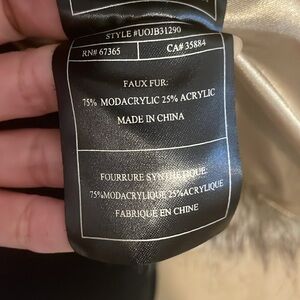 STYLE #UOJB31290
RN# 67365 CA# 35884
FAUX FUR:
75% MODACRYLIC 25% ACRYLIC
MADE IN CHINA
FOURRURE SYNTHETIQUE:
75%MODACRYLIQUE 25%ACRYLIQUE
FABRIQUÉ EN CHINE